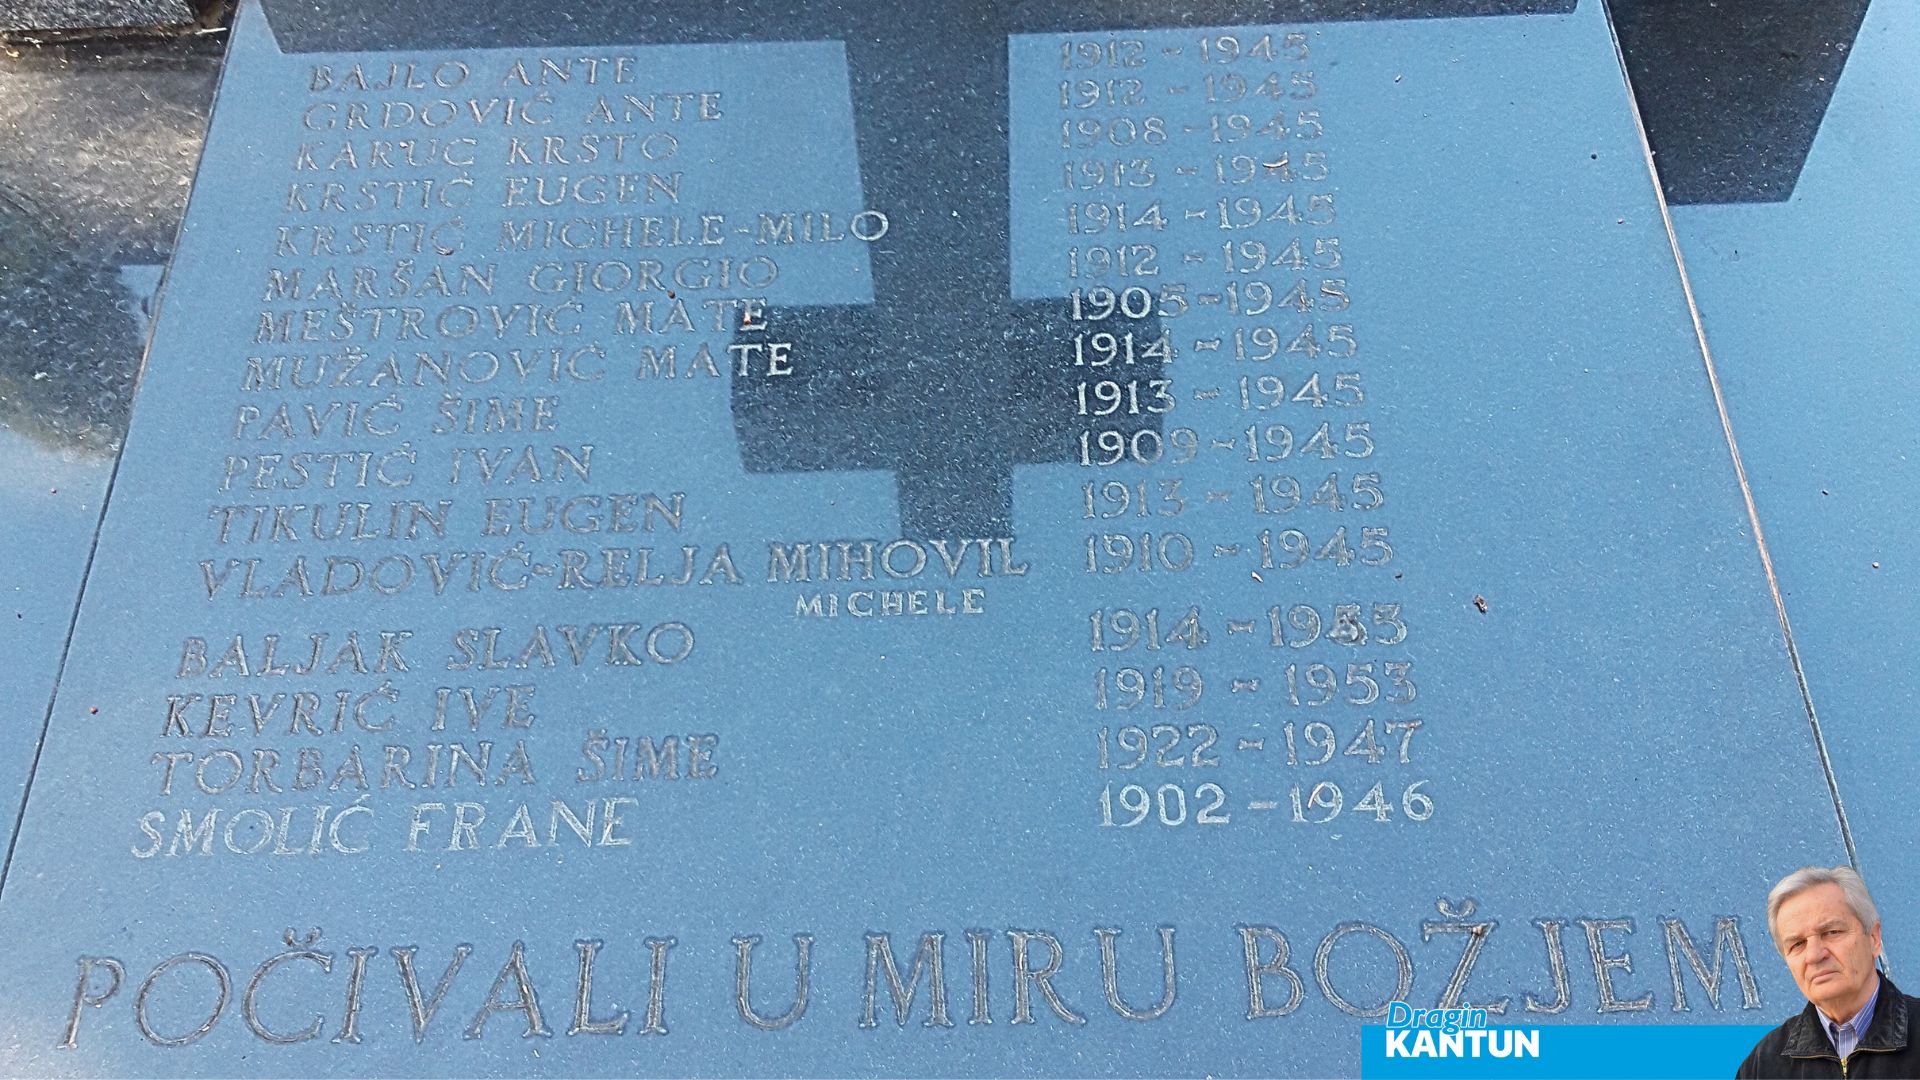 BAJLO ANTE 1912 - 1945
GRDOVIĆ ANTE 1912 - 1945
KARUC KRSTO 1908 - 1945
KRSTIĆ EUGEN 1913 - 1945
KRSTIĆ MICHELE-MILO 1914 - 1945
MARŠAN GIORGIO 1912 - 1945
MEŠTROVIĆ MATE 1905 - 1945
MUŽANOVIĆ MATE 1914 - 1945
PAVIĆ ŠIME 1913 - 1945
PESTIĆ IVAN 1909 - 1945
TIKULIN EUGEN 1913 - 1945
VLADOVIĆ-RELJA MIHOVIL 1910 - 1945
MICHELE
BALJAK SLAVKO 1914 - 1953
KEVRIĆ IVE 1919 - 1953
TORBARINA ŠIME 1922 - 1947
SMOLIĆ FRANE 1902 - 1946
POČIVALI U MIRU BOŽJEM
Dragin
KANTUN